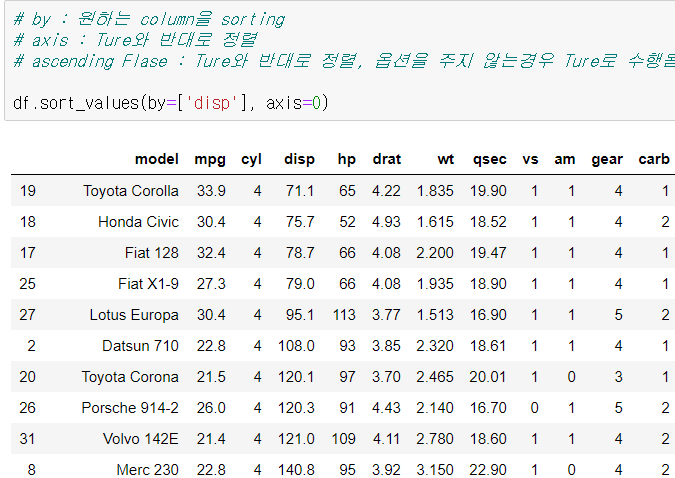 # by : 원하는 column을 sorting
# axis : Ture와 반대로 정렬
# ascending Flase : Ture와 반대로 정렬, 옵션을 주지 않는경우 Ture로 수행됨
df.sort_values(by=['disp'], axis=0)
model mpg cyl disp hp drat wt qsec vs am gear carb
19 Toyota Corolla 33.9 4 71.1 65 4.22 1.835 19.90 1 1 4 1
18 Honda Civic 30.4 4 75.7 52 4.93 1.615 18.52 1 1 4 2
17 Fiat 128 32.4 4 78.7 66 4.08 2.200 19.47 1 1 4 1
25 Fiat X1-9 27.3 4 79.0 66 4.08 1.935 18.90 1 1 4 1
27 Lotus Europa 30.4 4 95.1 113 3.77 1.513 16.90 1 1 5 2
2 Datsun 710 22.8 4 108.0 93 3.85 2.320 18.61 1 1 4 1
20 Toyota Corona 21.5 4 120.1 97 3.70 2.465 20.01 1 0 3 1
26 Porsche 914-2 26.0 4 120.3 91 4.43 2.140 16.70 0 1 5 2
31 Volvo 142E 21.4 4 121.0 109 4.11 2.780 18.60 1 1 4 2
8 Merc 230 22.8 4 140.8 95 3.92 3.150 22.90 1 0 4 2